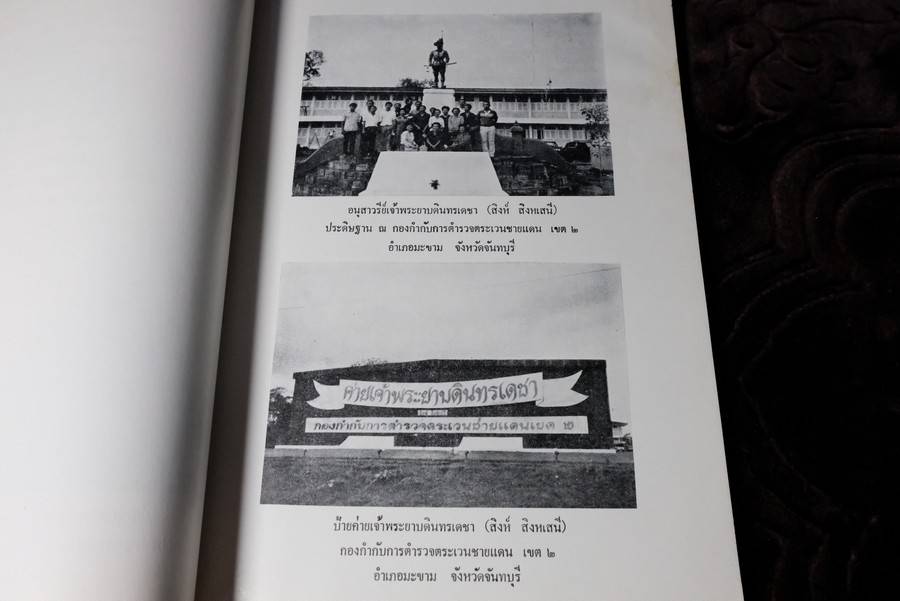 อนุสาวรีย์เจ้าพระยาบดินทรเดชา (สิงห์ สิงหเสนี)
ประดิษฐาน ณ กองกำกับการตำรวจตระเวนชายแดน เขต ๒
อำเภอมะขาม จังหวัดจันทบุรี
ค่ายเจ้าพระยาบดินทรเดชา
กองกำกับการตำรวจตระเวนชายแดนเขต ๒
ป้ายค่ายเจ้าพระยาบดินทรเดชา (สิงห์ สิงหเสนี)
กองกำกับการตำรวจตระเวนชายแดน เขต ๒
อำเภอมะขาม จังหวัดจันทบุรี